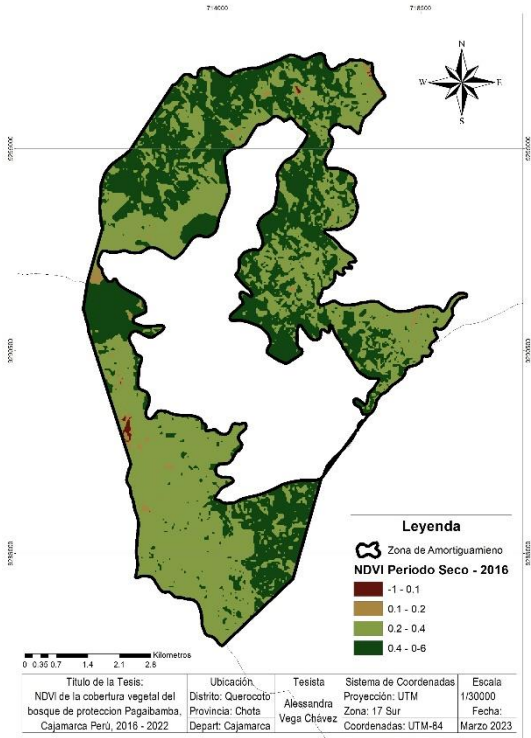 714000
N
W
E
S
Leyenda
Zona de Amortiguamieno
NDVI Periodo Seco - 2016
-1 - 0.1
0.1 - 0.2
0.2 - 0.4
0.4 - 0-6
Kilometros
0 0.35 0.7 1.4 2.1 2.8
Título de la Tesis:
NDVI de la cobertura vegetal del
bosque de proteccion Pagaibamba,
Cajamarca Perú, 2016 - 2022
Ubicación
Distrito: Querocoto
Provincia: Chota
Depart: Cajamarca
Tesista
Alessandra
Vega Chávez
Sistema de Coordenadas
Proyección: UTM
Zona: 17 Sur
Coordenadas: UTM-84
Escala
1/30000
Fecha:
Marzo 2023